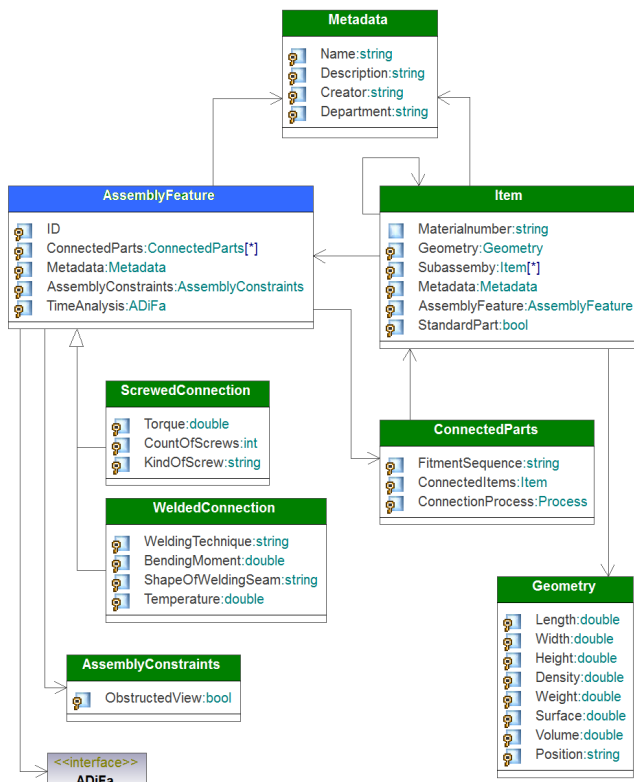 Metadata
Name:string
Description:string
Creator:string
Department:string
AssemblyFeature
ID
ConnectedParts:ConnectedParts[*]
Metadata:Metadata
AssemblyConstraints:AssemblyConstraints
TimeAnalysis:ADiFa
Item
Materialnumber:string
Geometry:Geometry
Subassemby:Item[*]
Metadata:Metadata
AssemblyFeature:AssemblyFeature
StandardPart:bool
ScrewedConnection
Torque:double
CountOfScrews:int
KindOfScrew:string
ConnectedParts
FitmentSequence:string
ConnectedItems:Item
ConnectionProcess:Process
WeldedConnection
WeldingTechnique:string
BendingMoment:double
ShapeOfWeldingSeam:string
Temperature:double
Geometry
Length:double
Width:double
Height:double
Density:double
Weight:double
Surface:double
Volume:double
Position:string
AssemblyConstraints
ObstructedView:bool
<<interface>>
ADiFa